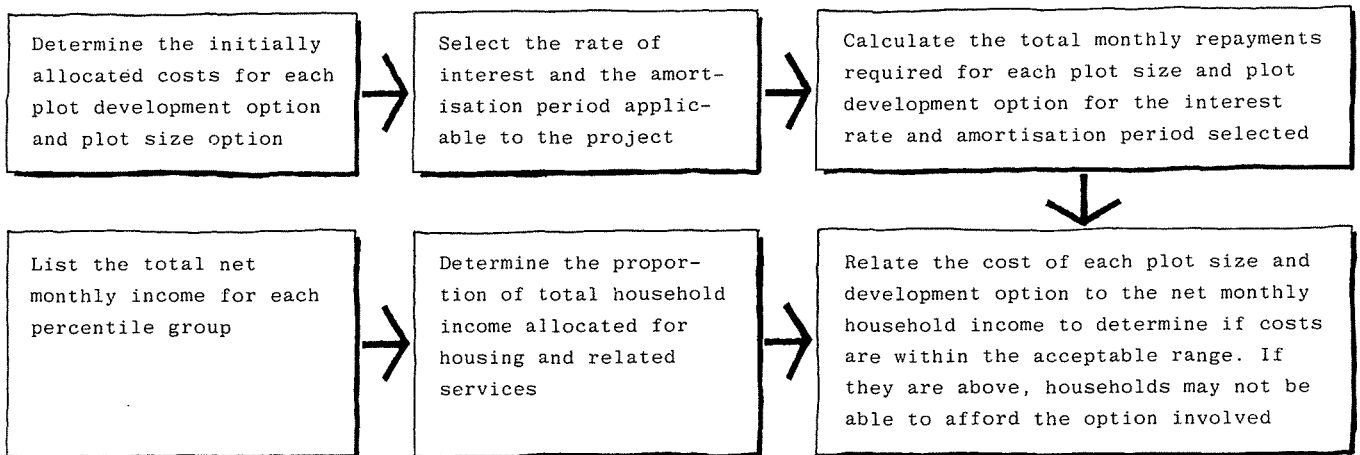 Determine the initially
allocated costs for each
plot development option
and plot size option
Select the rate of
interest and the amort-
isation period applic-
able to the project
Calculate the total monthly repayments
required for each plot size and plot
development option for the interest
rate and amortisation period selected
List the total net
monthly income for each
percentile group
Determine the propor-
tion of total household
income allocated for
housing and related
services
Relate the cost of each plot size and
development option to the net monthly
household income to determine if costs
are within the acceptable range. If
they are above, households may not be
able to afford the option involved